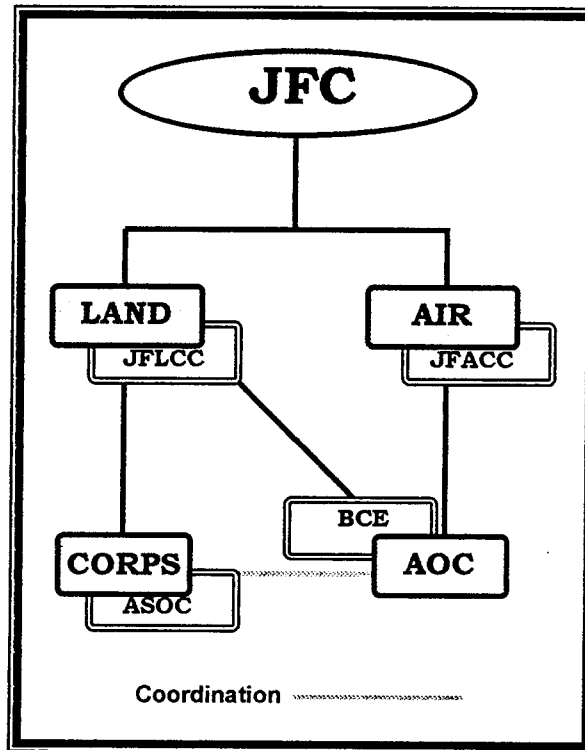 JFC
LAND
AIR
JFLCC
JFACC
BCE
CORPS
AOC
ASOC
Coordination